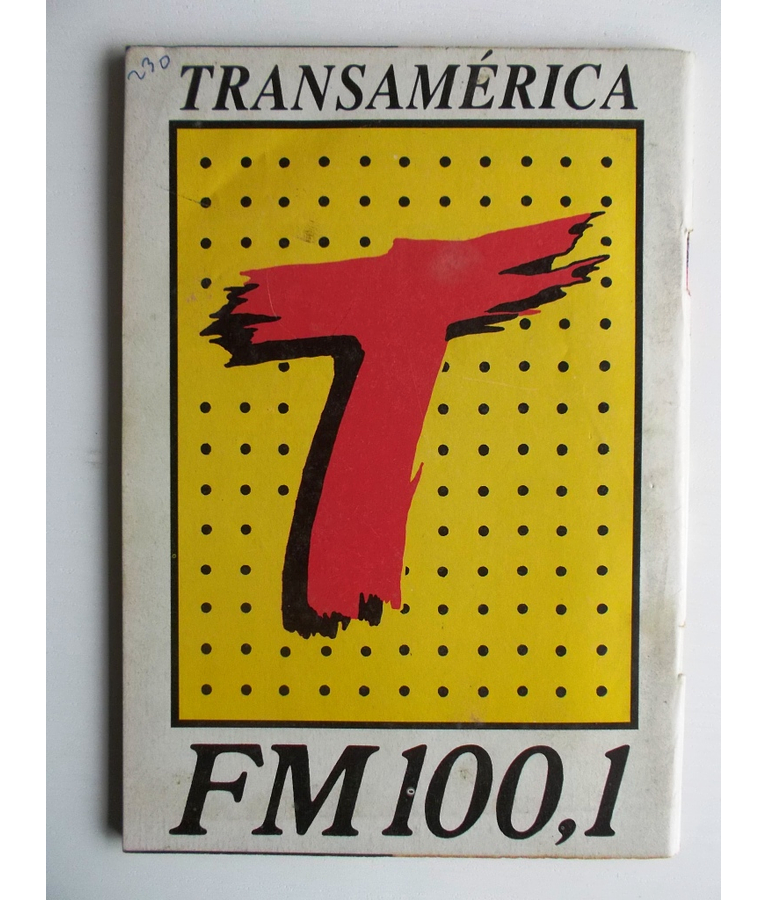 230
TRANSAMÉRICA
T
FM 100,1